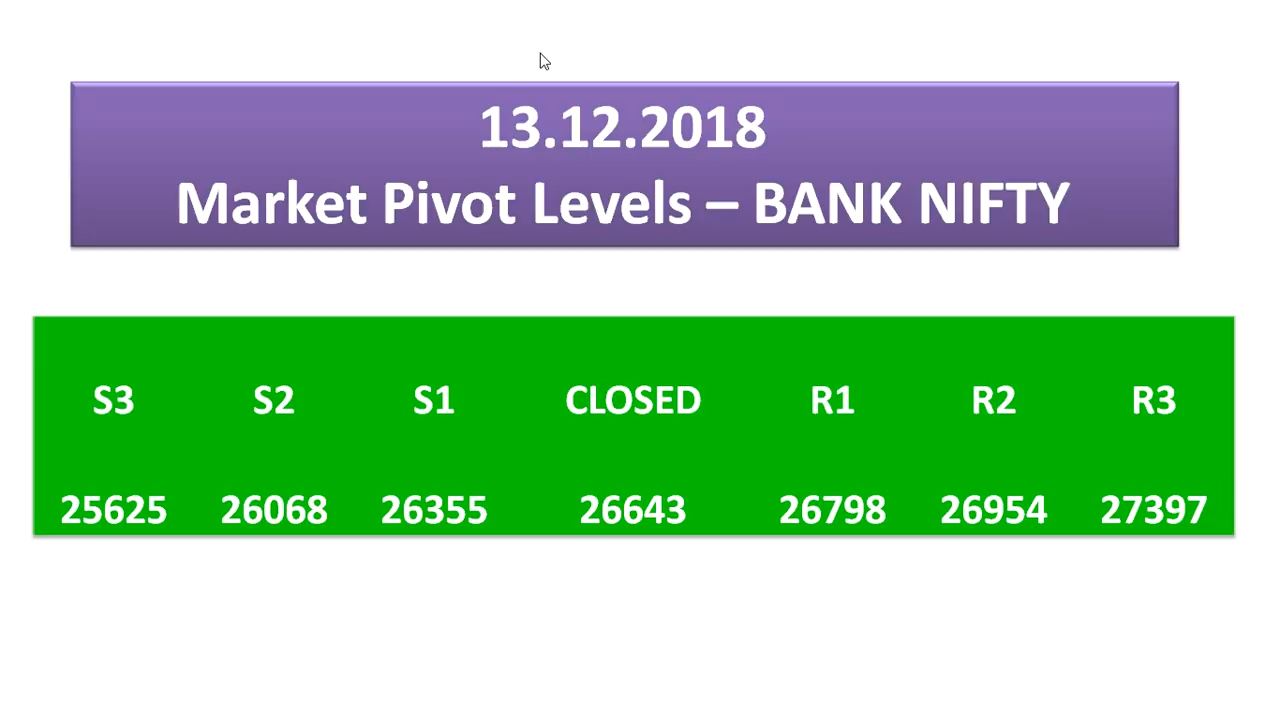 13.12.2018
Market Pivot Levels – BANK NIFTY
S3 S2 S1 CLOSED R1 R2 R3
25625 26068 26355 26643 26798 26954 27397